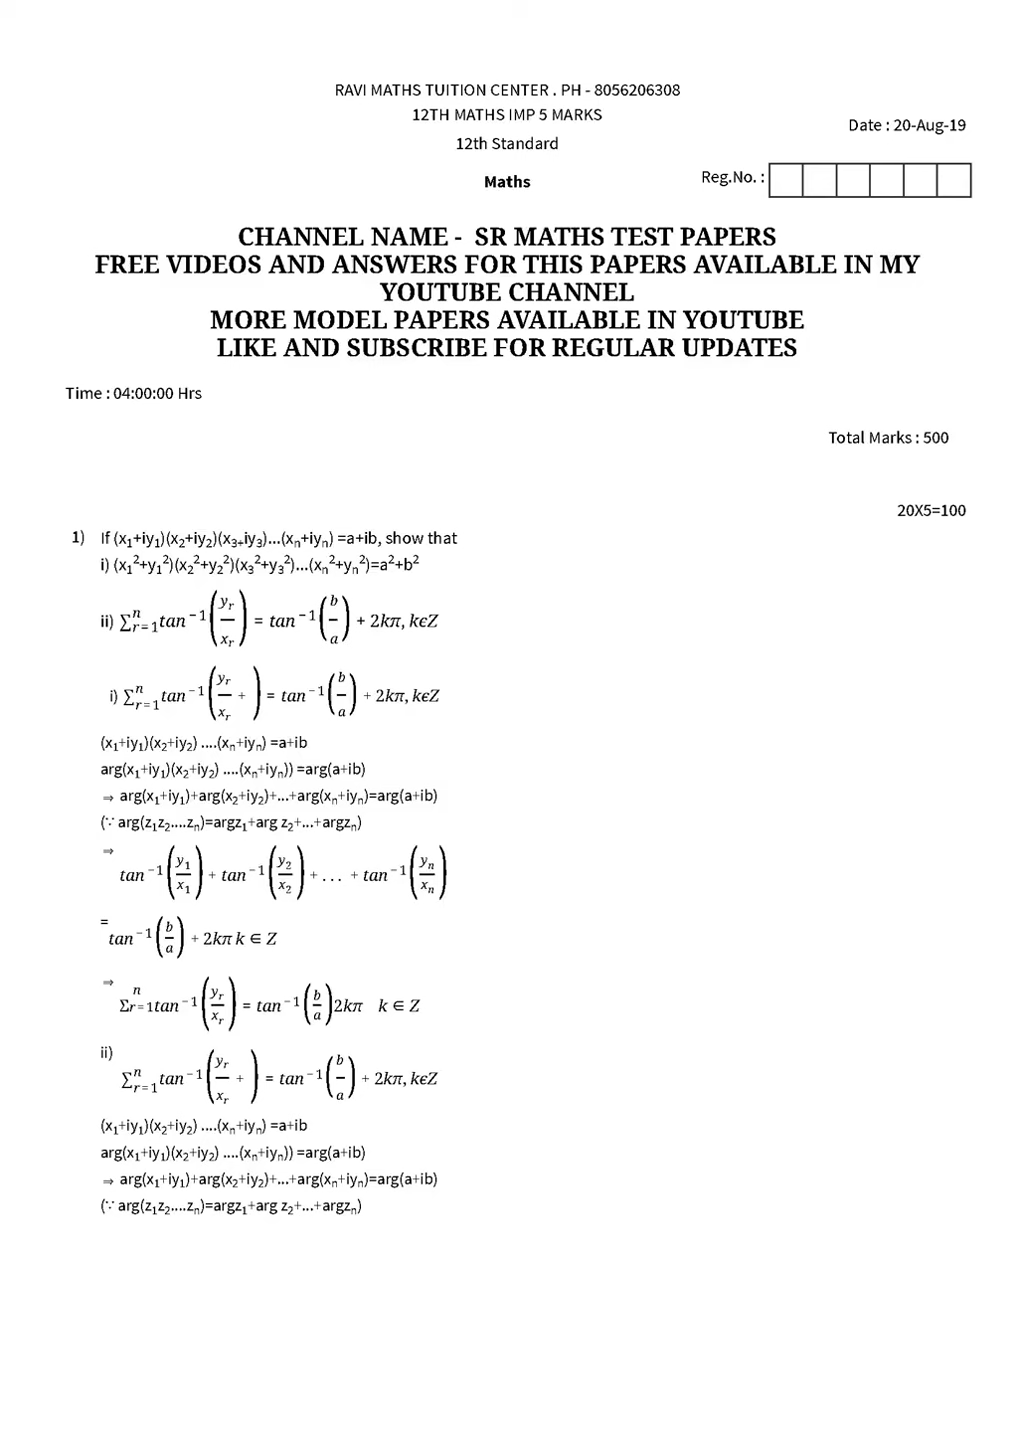 RAVI MATHS TUITION CENTER . PH - 8056206308
12TH MATHS IMP 5 MARKS
Date : 20-Aug-19
12th Standard
Maths
Reg.No. :
CHANNEL NAME - SR MATHS TEST PAPERS
FREE VIDEOS AND ANSWERS FOR THIS PAPERS AVAILABLE IN MY
YOUTUBE CHANNEL
MORE MODEL PAPERS AVAILABLE IN YOUTUBE
LIKE AND SUBSCRIBE FOR REGULAR UPDATES
Time : 04:00:00 Hrs
Total Marks : 500
20X5=100
1) If (x₁+iy₁)(x₂+iy₂)(x₃₊iy₃)...(xₙ+iyₙ) =a+ib, show that
i) (x₁²+y₁²)(x₂²+y₂²)(x₃²+y₃²)...(xₙ²+yₙ²)=a²+b²
ii) ∑ⁿᵣ₌₁tan⁻¹(yᵣ/xᵣ) = tan⁻¹(b/a) + 2kπ, kϵZ
i) ∑ⁿᵣ₌₁tan⁻¹(yᵣ/xᵣ + ) = tan⁻¹(b/a) + 2kπ, kϵZ
(x₁+iy₁)(x₂+iy₂) ....(xₙ+iyₙ) =a+ib
arg(x₁+iy₁)(x₂+iy₂) ....(xₙ+iyₙ)) =arg(a+ib)
⇒ arg(x₁+iy₁)+arg(x₂+iy₂)+...+arg(xₙ+iyₙ)=arg(a+ib)
(∵ arg(z₁z₂....zₙ)=argz₁+arg z₂+...+argzₙ)
⇒ tan⁻¹(y₁/x₁) + tan⁻¹(y₂/x₂) + . . . + tan⁻¹(yₙ/xₙ)
= tan⁻¹(b/a) + 2kπ k ∈ Z
⇒ Σⁿr=1tan⁻¹(yᵣ/xᵣ) = tan⁻¹(b/a)2kπ k ∈ Z
ii) ∑ⁿᵣ₌₁tan⁻¹(yᵣ/xᵣ + ) = tan⁻¹(b/a) + 2kπ, kϵZ
(x₁+iy₁)(x₂+iy₂) ....(xₙ+iyₙ) =a+ib
arg(x₁+iy₁)(x₂+iy₂) ....(xₙ+iyₙ)) =arg(a+ib)
⇒ arg(x₁+iy₁)+arg(x₂+iy₂)+...+arg(xₙ+iyₙ)=arg(a+ib)
(∵ arg(z₁z₂....zₙ)=argz₁+arg z₂+...+argzₙ)